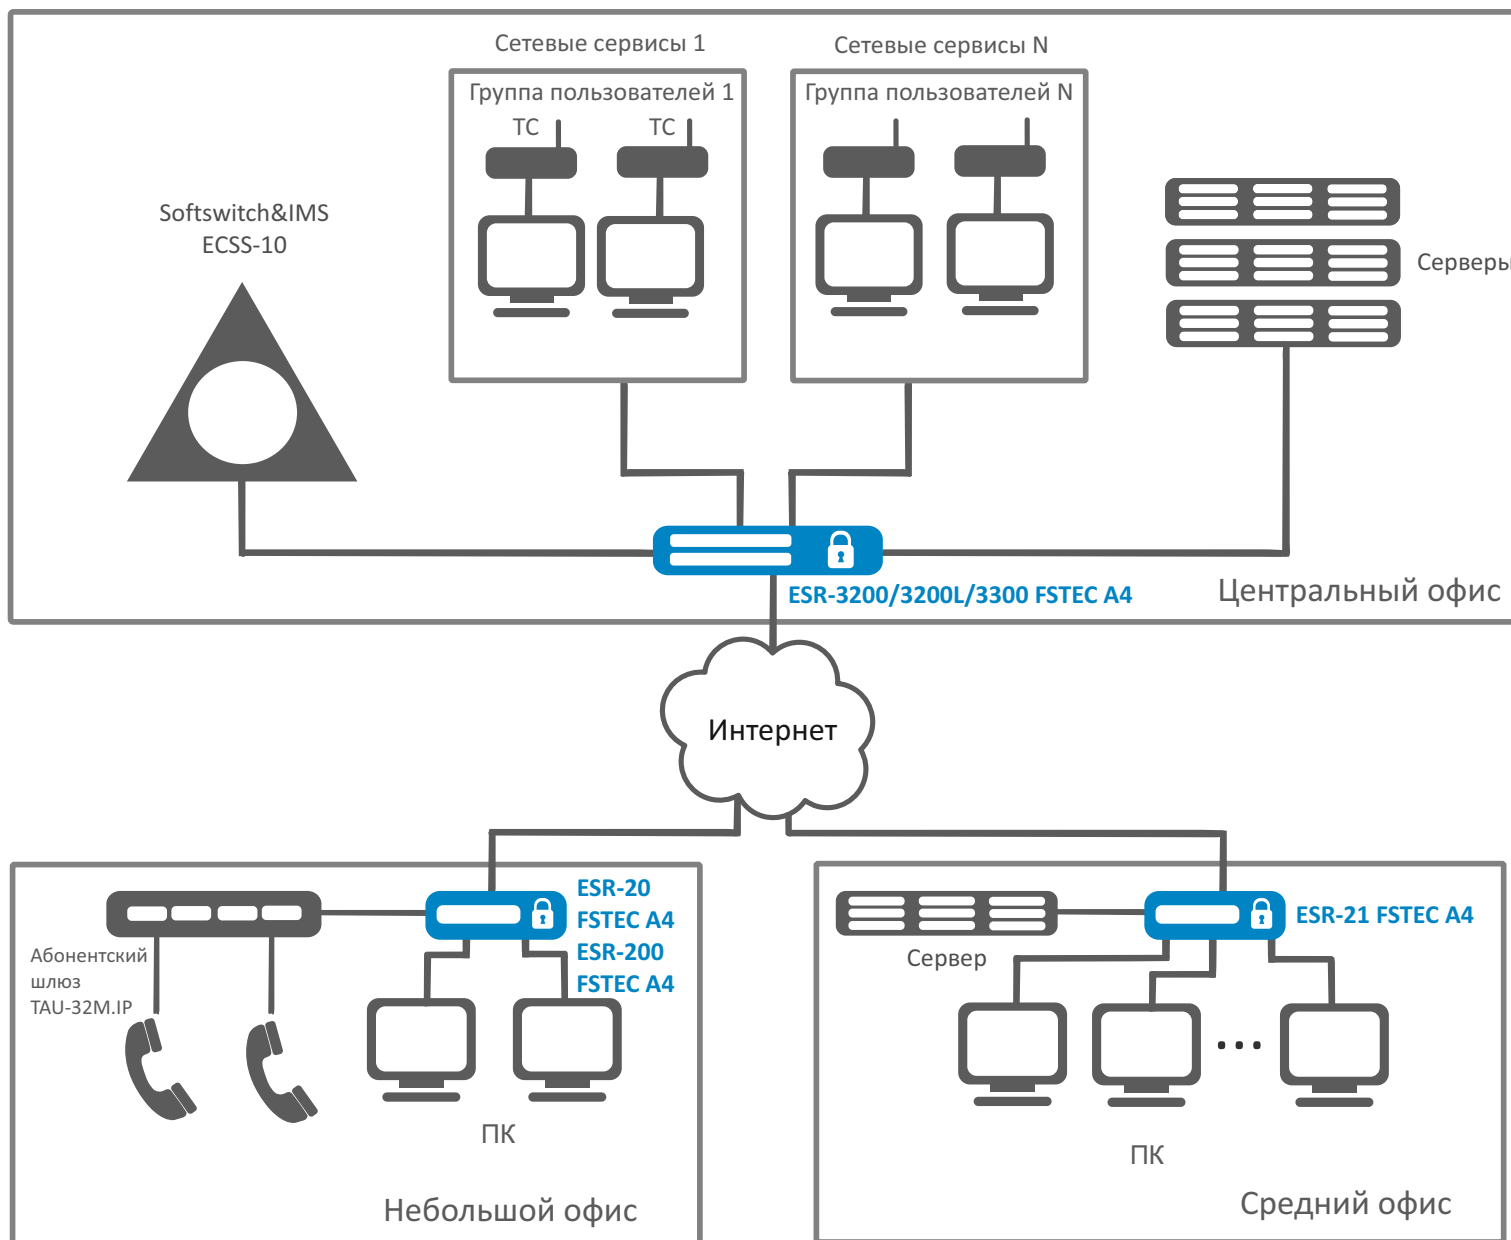 Сетевые сервисы 1
Сетевые сервисы N
Группа пользователей 1
Группа пользователей N
ТС
ТС
Softswitch&IMS
ECSS-10
Серверы
ESR-3200/3200L/3300 FSTEC A4
Центральный офис
Интернет
ESR-20
FSTEC A4
ESR-200
FSTEC A4
Абонентский
шлюз
TAU-32M.IP
ПК
Небольшой офис
ESR-21 FSTEC A4
Сервер
...
ПК
Средний офис